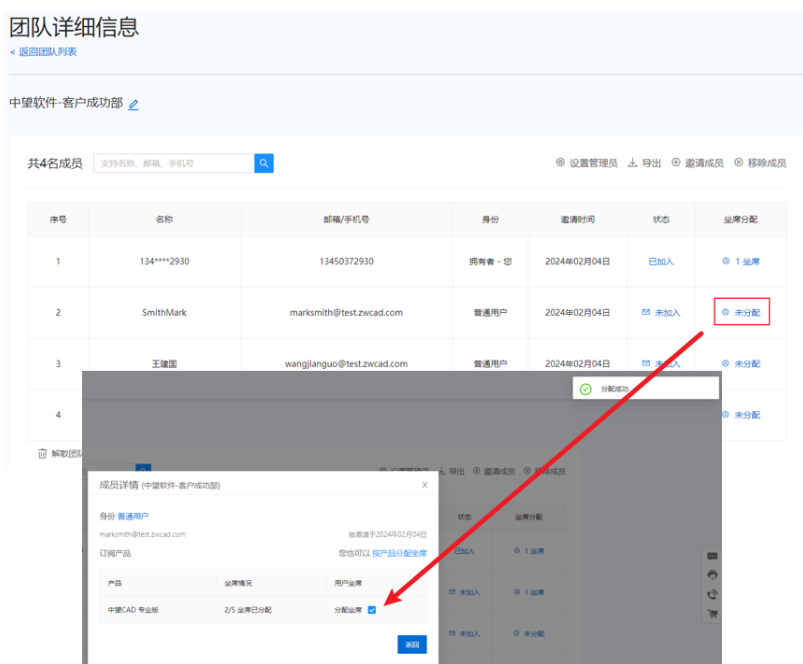 团队详细信息
< 返回团队列表
中望软件-客户成功部
共4名成员 支持名称、邮箱、手机号 设置管理员 导出 邀请成员 移除成员
序号 名称 邮箱/手机号 身份 邀请时间 状态 坐席分配
1 134****2930 13450372930 拥有者 - 您 2024年02月04日 已加入 1 坐席
2 SmithMark marksmith@test.zwcad.com 普通用户 2024年02月04日 未加入 未分配
3 王建国 wangjianguo@test.zwcad.com 普通用户 2024年02月04日 未加入 未分配
分配成功
4 未分配
解散团队
设置管理员 导出 邀请成员 移除成员
成员详情 (中望软件-客户成功部)
身份 普通用户
状态 坐席分配
marksmith@test.zwcad.com 被邀请于2024年02月04日
订阅产品 您也可以 按产品分配坐席
已加入 1 坐席
产品 坐席情况 用户坐席
未加入 1 坐席
中望CAD 专业版 2/5 坐席已分配 分配坐席
未加入 未分配
返回